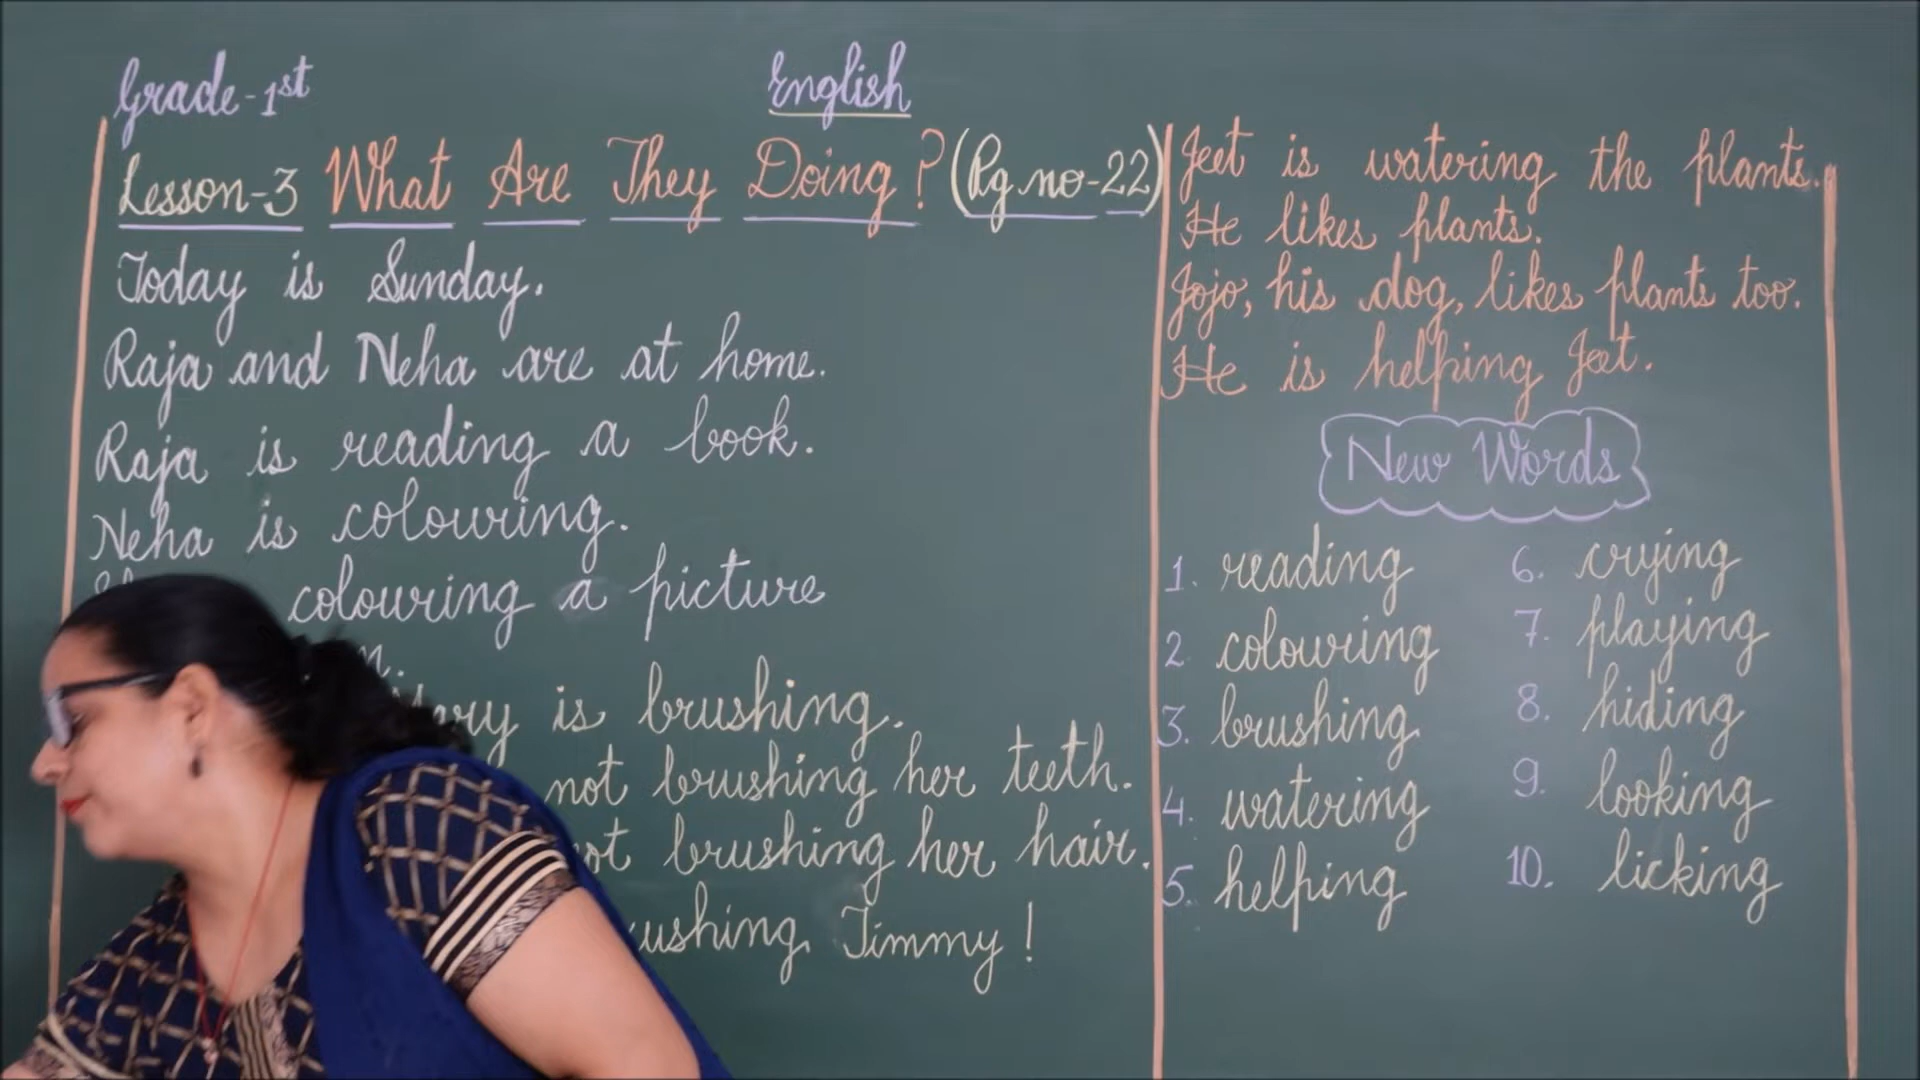 Grade-1st
English
Lesson-3 What Are They Doing? (Pg.no-22)
Today is Sunday.
Raja and Neha are at home.
Raja is reading a book.
Neha is colouring.
colouring a picture
is brushing.
not brushing her teeth.
brushing her hair.
Timmy!
Jeet is watering the plants.
He likes plants.
Jojo, his dog, likes plants too.
He is helping Jeet.
New Words
1. reading
2. colouring
3. brushing
4. watering
5. helping
6. crying
7. playing
8. hiding
9. looking
10. licking